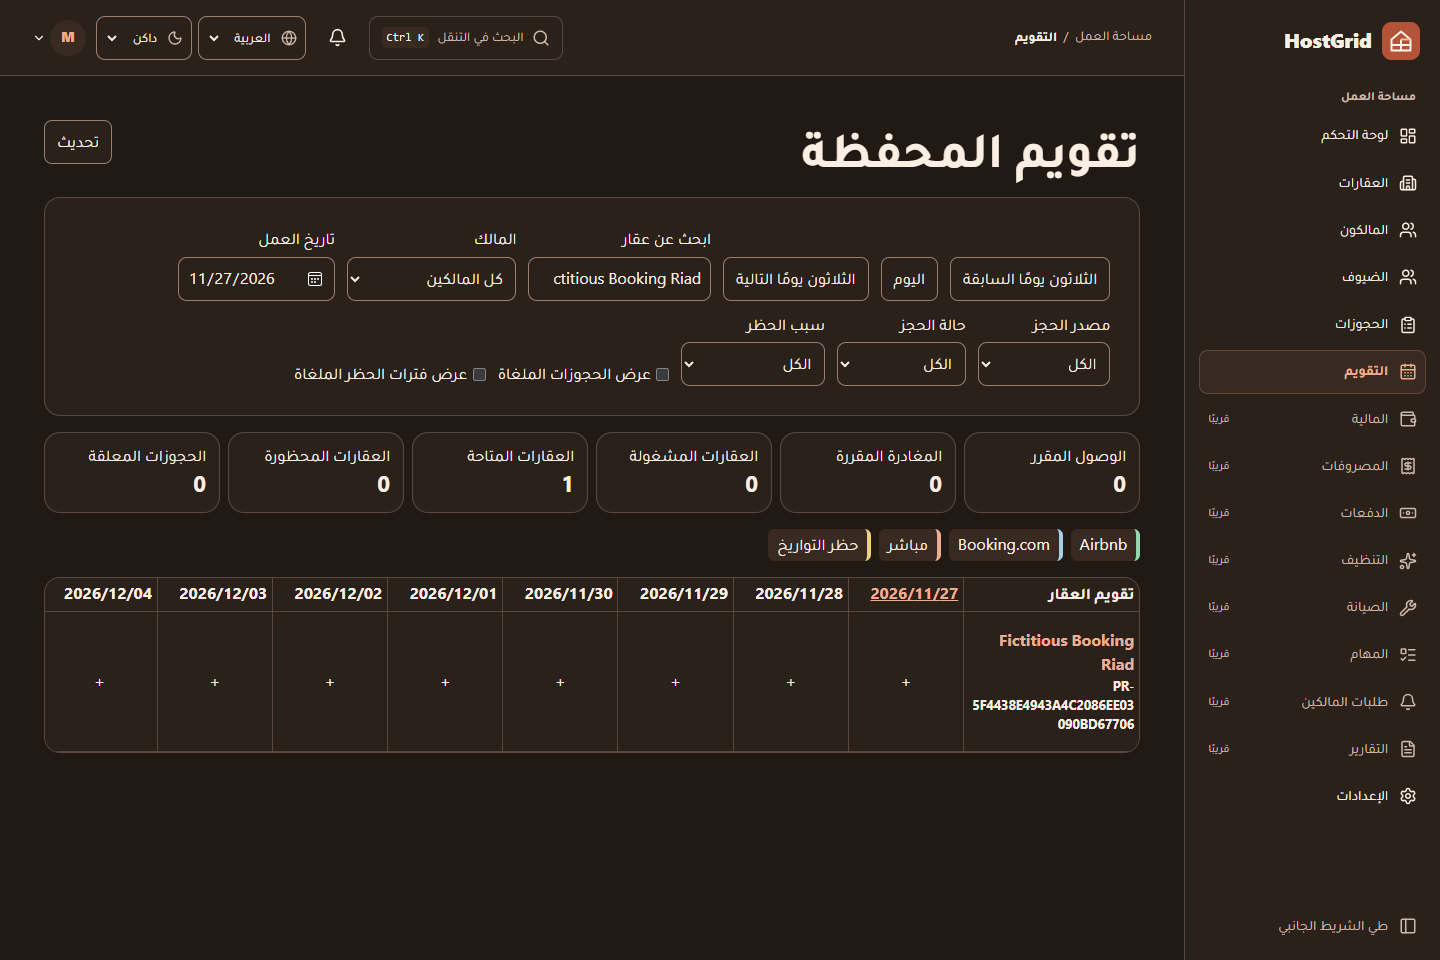 HostGrid
مساحة العمل
لوحة التحكم
العقارات
المالكون
الضيوف
الحجوزات
التقويم
المالية قريبًا
المصروفات قريبًا
الدفعات قريبًا
التنظيف قريبًا
الصيانة قريبًا
المهام قريبًا
طلبات المالكين قريبًا
التقارير قريبًا
الإعدادات
طي الشريط الجانبي
مساحة العمل / التقويم
البحث في التنقل Ctrl K
العربية
داكن
M
تقويم المحفظة
تحديث
ابحث عن عقار المالك تاريخ العمل
الثلاثون يومًا السابقة اليوم الثلاثون يومًا التالية ctitious Booking Riad كل المالكين 11/27/2026
مصدر الحجز حالة الحجز سبب الحظر
الكل الكل الكل عرض الحجوزات الملغاة عرض فترات الحظر الملغاة
الوصول المقرر المغادرة المقررة العقارات المشغولة العقارات المتاحة العقارات المحظورة الحجوزات المعلقة
0 0 0 1 0 0
Airbnb Booking.com مباشر حظر التواريخ
تقويم العقار 2026/11/27 2026/11/28 2026/11/29 2026/11/30 2026/12/01 2026/12/02 2026/12/03 2026/12/04
Fictitious Booking
Riad
PR-
5F4438E4943A4C2086EE03
090BD67706
+ + + + + + + +